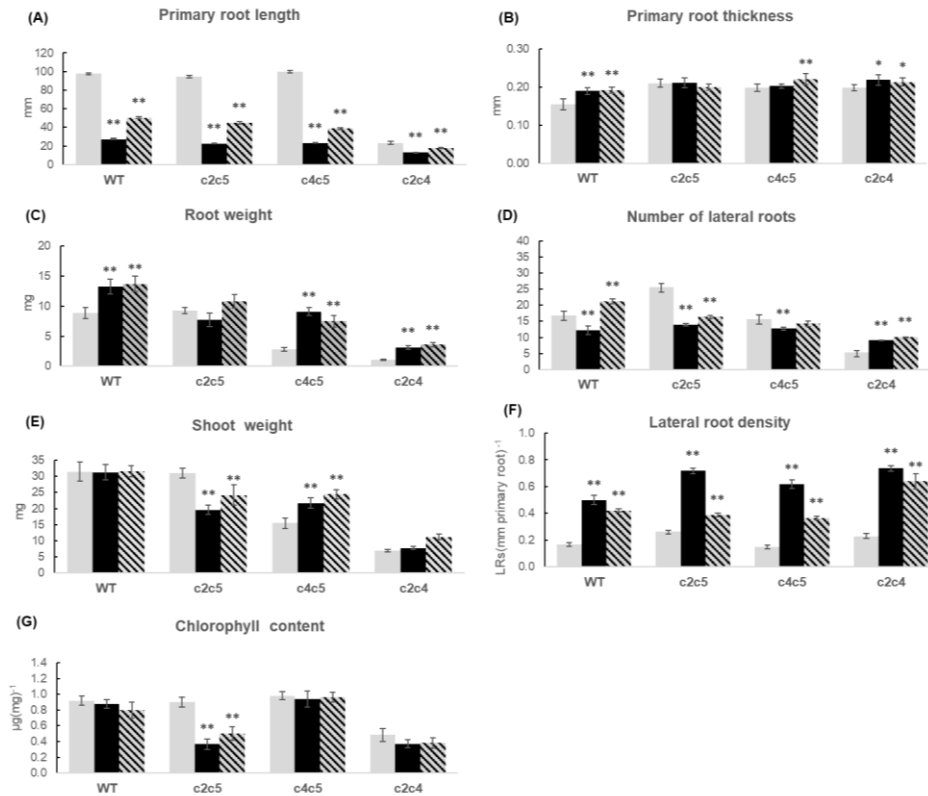 (A) Primary root length
120
100
80
60
40
20
0
mm
** ** ** ** ** ** ** **
WT c2c5 c4c5 c2c4
(B) Primary root thickness
0.30
0.20
0.10
0.00
mm
** ** ** * *
WT c2c5 c4c5 c2c4
(C) Root weight
20
15
10
5
0
mg
** ** ** ** ** **
WT c2c5 c4c5 c2c4
(D) Number of lateral roots
40
35
30
25
20
15
10
5
0
** ** ** ** ** ** **
WT c2c5 c4c5 c2c4
(E) Shoot weight
35
30
25
20
15
10
5
0
mg
** ** ** **
WT c2c5 c4c5 c2c4
(F) Lateral root density
1.0
0.8
0.6
0.4
0.2
0.0
LRs(mm primary root)-1
** ** ** ** ** ** ** **
WT c2c5 c4c5 c2c4
(G) Chlorophyll content
1.4
1.2
1.0
0.8
0.6
0.4
0.2
0.0
µg(mg)-1
** **
WT c2c5 c4c5 c2c4